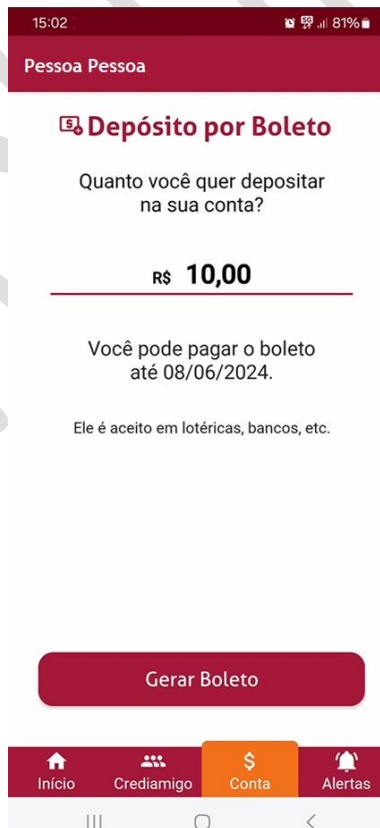 15:02
5G 81%
Pessoa Pessoa
Depósito por Boleto
Quanto você quer depositar
na sua conta?
R$ 10,00
Você pode pagar o boleto
até 08/06/2024.
Ele é aceito em lotéricas, bancos, etc.
Gerar Boleto
Início Crediamigo Conta Alertas